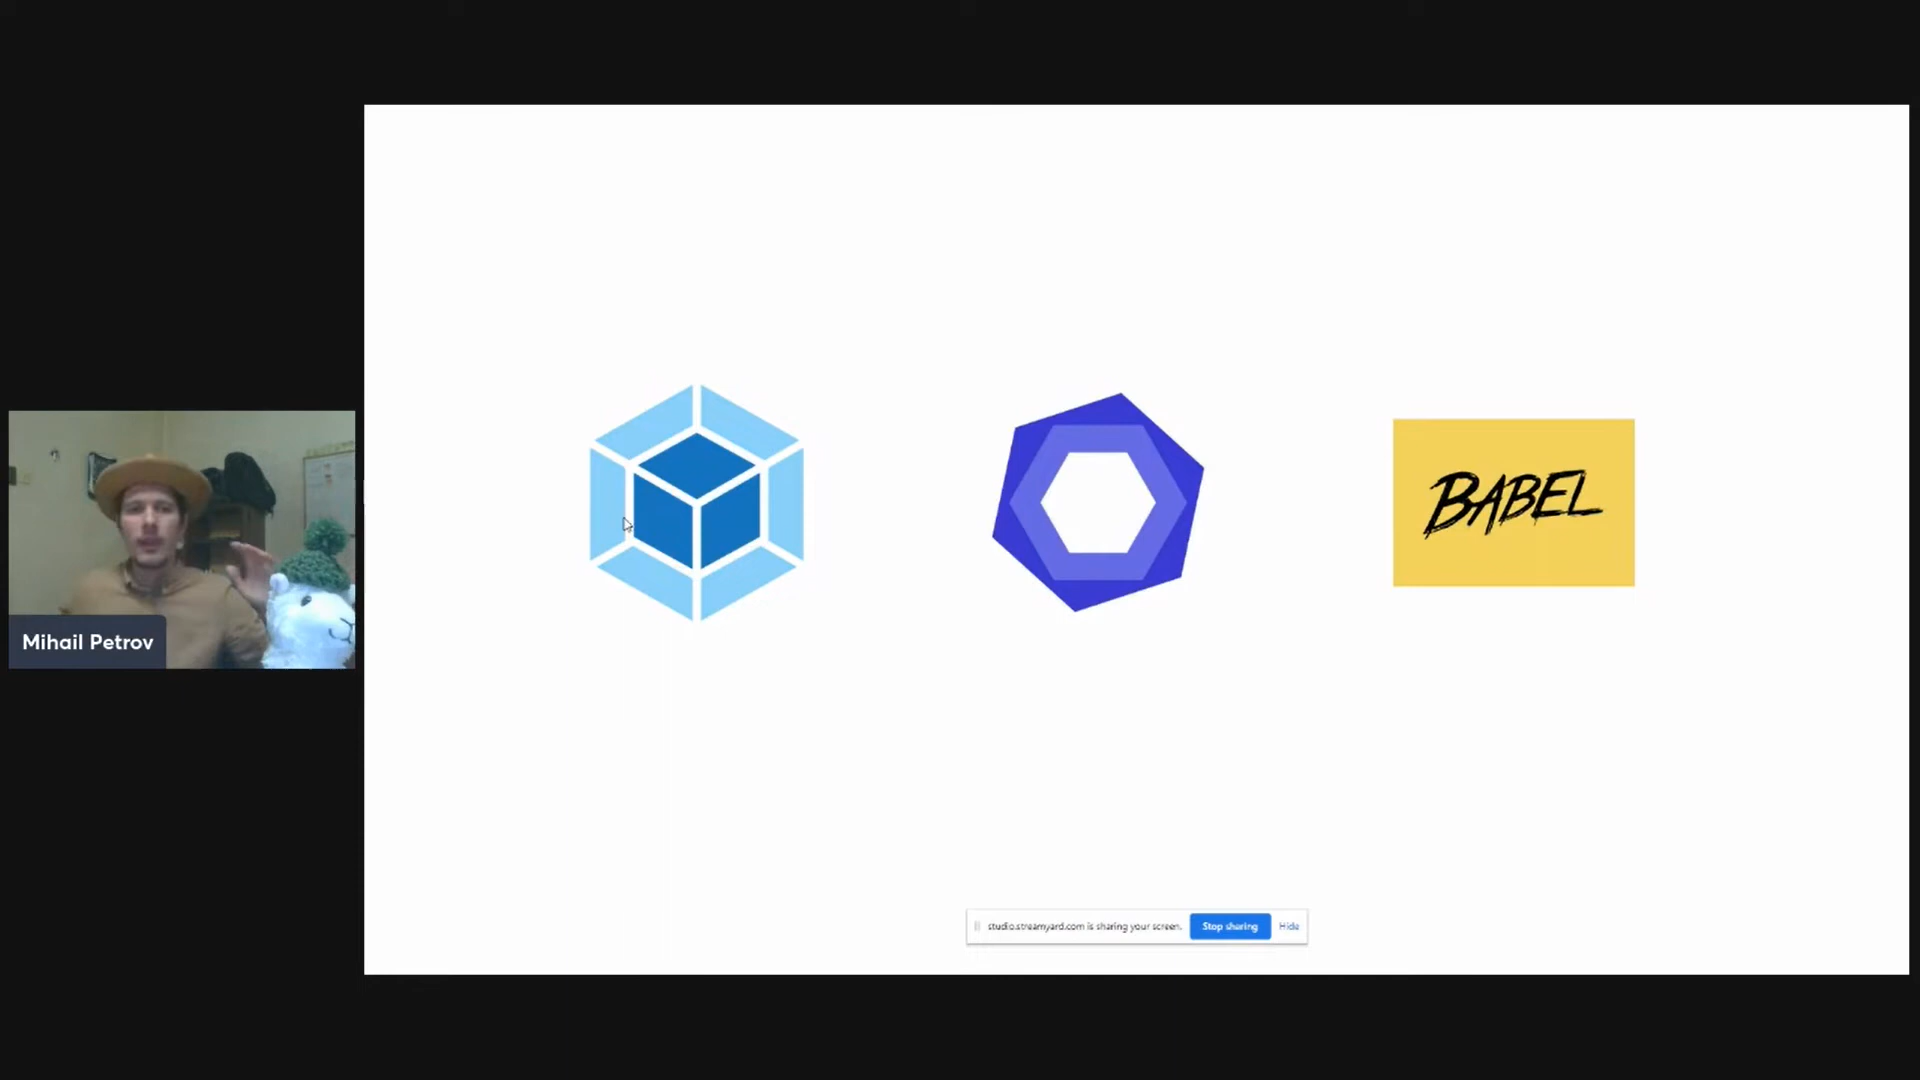 Mihail Petrov
BABEL
studio.streamyard.com is sharing your screen.
Stop sharing
Hide